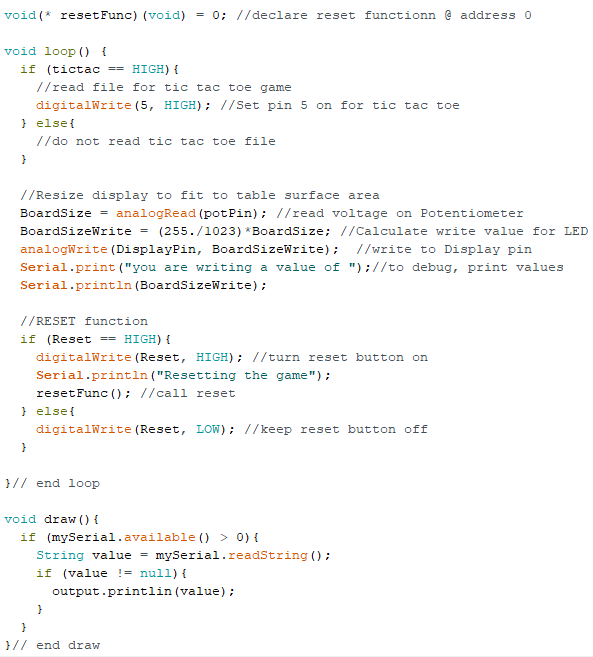 void(* resetFunc)(void) = 0; //declare reset functionn @ address 0
void loop() {
if (tictac == HIGH){
//read file for tic tac toe game
digitalWrite(5, HIGH); //Set pin 5 on for tic tac toe
} else{
//do not read tic tac toe file
}
//Resize display to fit to table surface area
BoardSize = analogRead(potPin); //read voltage on Potentiometer
BoardSizeWrite = (255./1023)*BoardSize; //Calculate write value for LED
analogWrite(DisplayPin, BoardSizeWrite);  //write to Display pin
Serial.print("you are writing a value of ");//to debug, print values
Serial.println(BoardSizeWrite);
//RESET function
if (Reset == HIGH){
digitalWrite(Reset, HIGH); //turn reset button on
Serial.println("Resetting the game");
resetFunc(); //call reset
} else{
digitalWrite(Reset, LOW); //keep reset button off
}
}// end loop
void draw(){
if (mySerial.available() > 0){
String value = mySerial.readString();
if (value != null){
output.printlin(value);
}
}
}// end draw